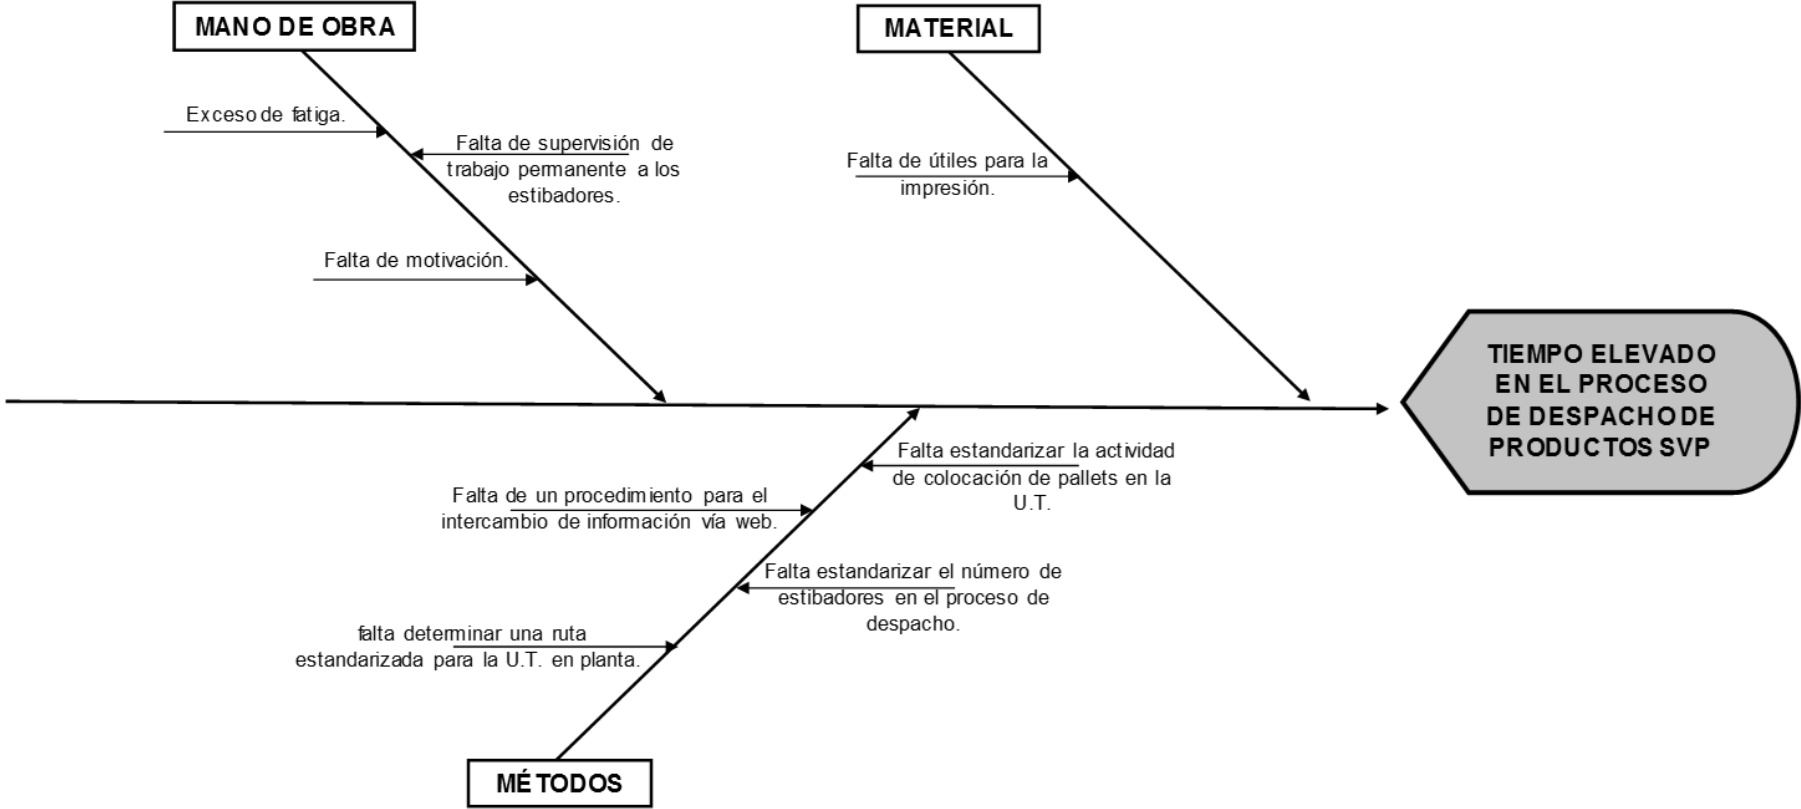 MANO DE OBRA
MATERIAL
Exceso de fatiga.
Falta de supervisión de
trabajo permanente a los
estibadores.
Falta de útiles para la
impresión.
Falta de motivación.
TIEMPO ELEVADO
EN EL PROCESO
DE DESPACHO DE
PRODUCTOS SVP
Falta estandarizar la actividad
de colocación de pallets en la
U.T.
Falta de un procedimiento para el
intercambio de información vía web.
Falta estandarizar el número de
estibadores en el proceso de
despacho.
falta determinar una ruta
estandarizada para la U.T. en planta.
MÉTODOS